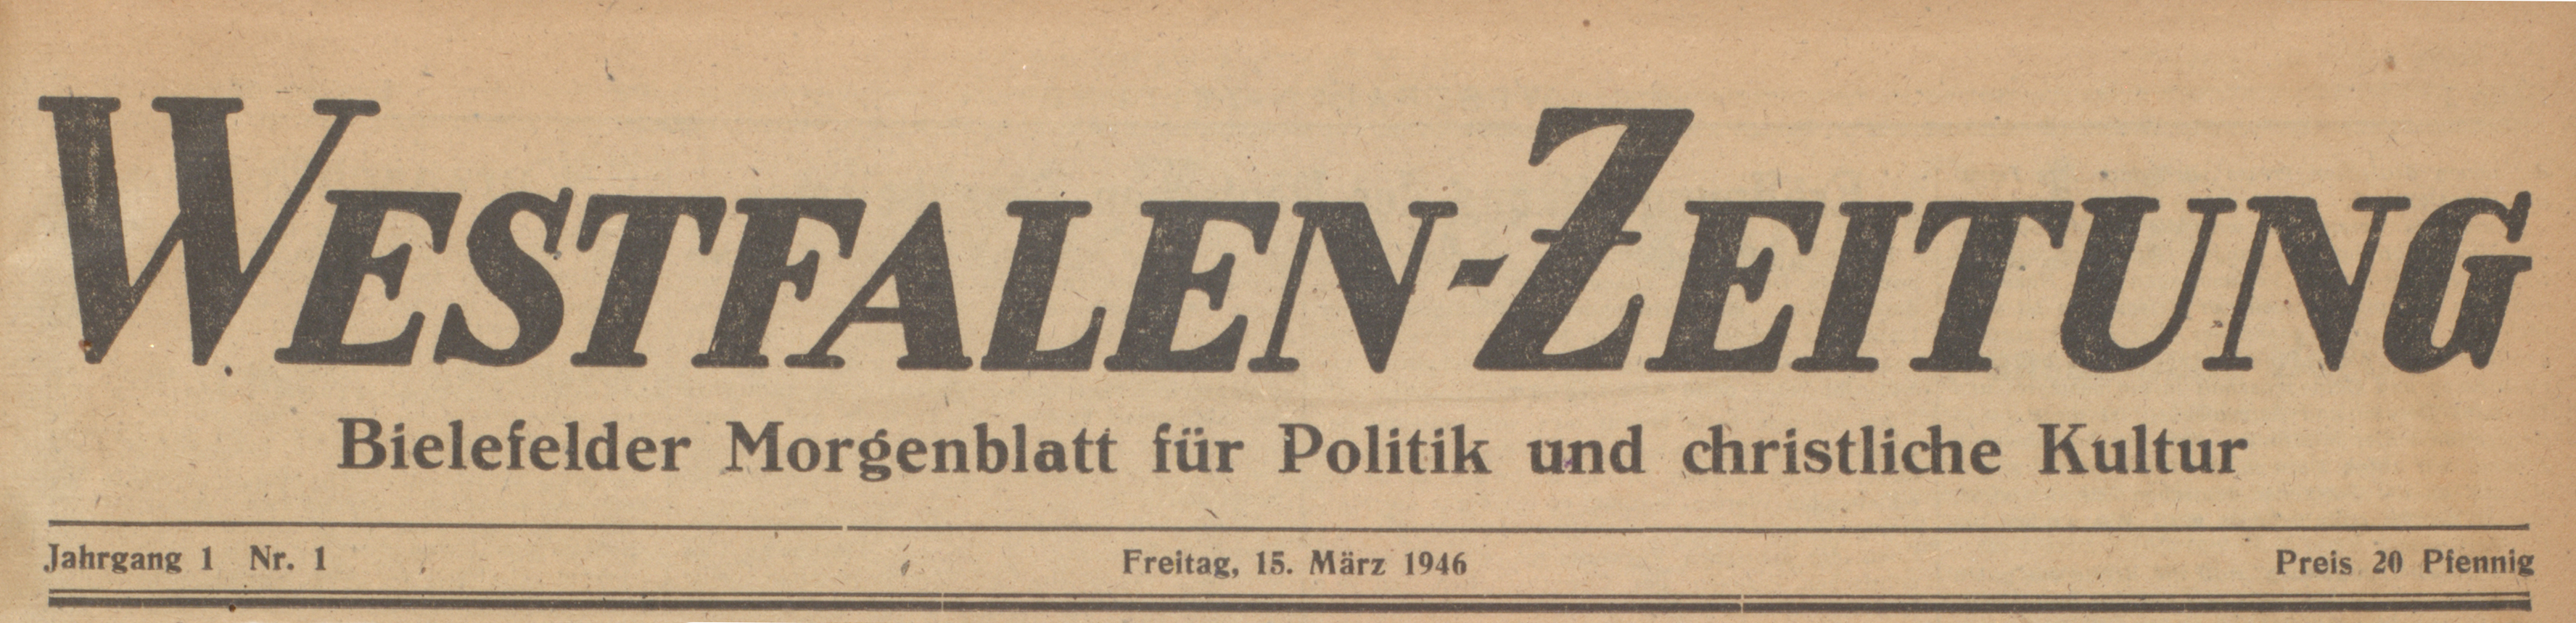 WESTFALEN-ZEITUNG
Bielefelder Morgenblatt für Politik und christliche Kultur
Jahrgang 1 Nr. 1 Freitag, 15. März 1946 Preis 20 Pfennig